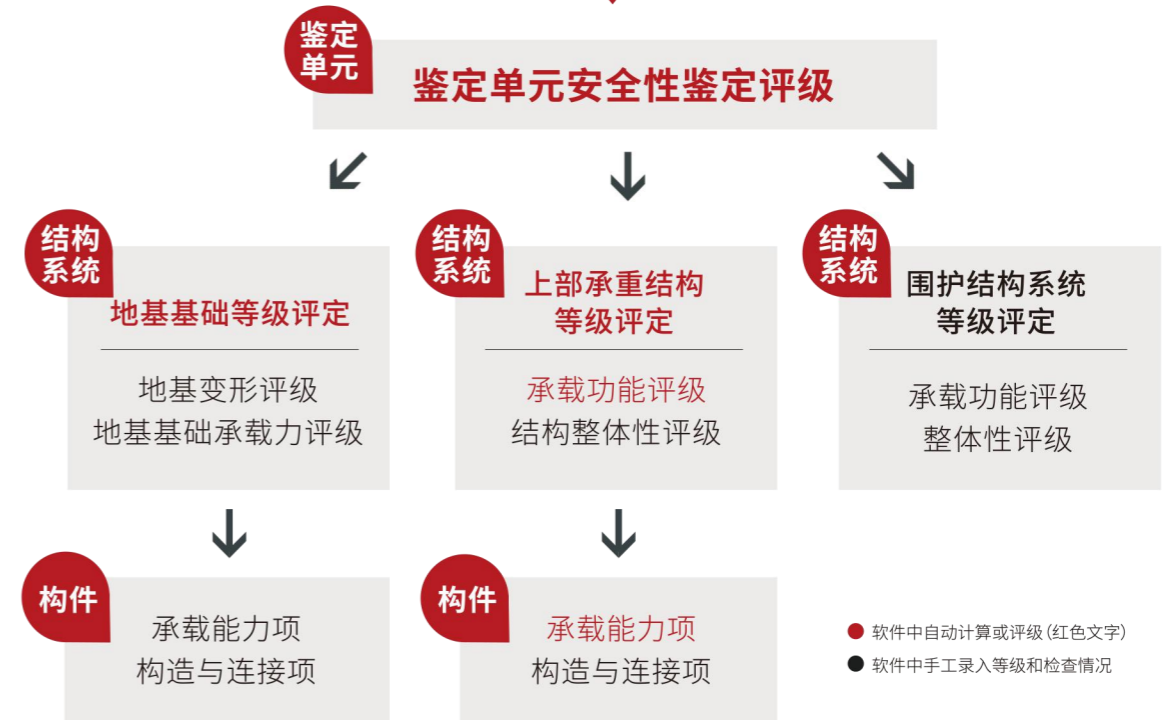 鉴定
单元
鉴定单元安全性鉴定评级
结构
系统
地基基础等级评定
地基变形评级
地基基础承载力评级
结构
系统
上部承重结构
等级评定
承载功能评级
结构整体性评级
结构
系统
围护结构系统
等级评定
承载功能评级
整体性评级
构件
承载能力项
构造与连接项
构件
承载能力项
构造与连接项
软件中自动计算或评级(红色文字)
软件中手工录入等级和检查情况